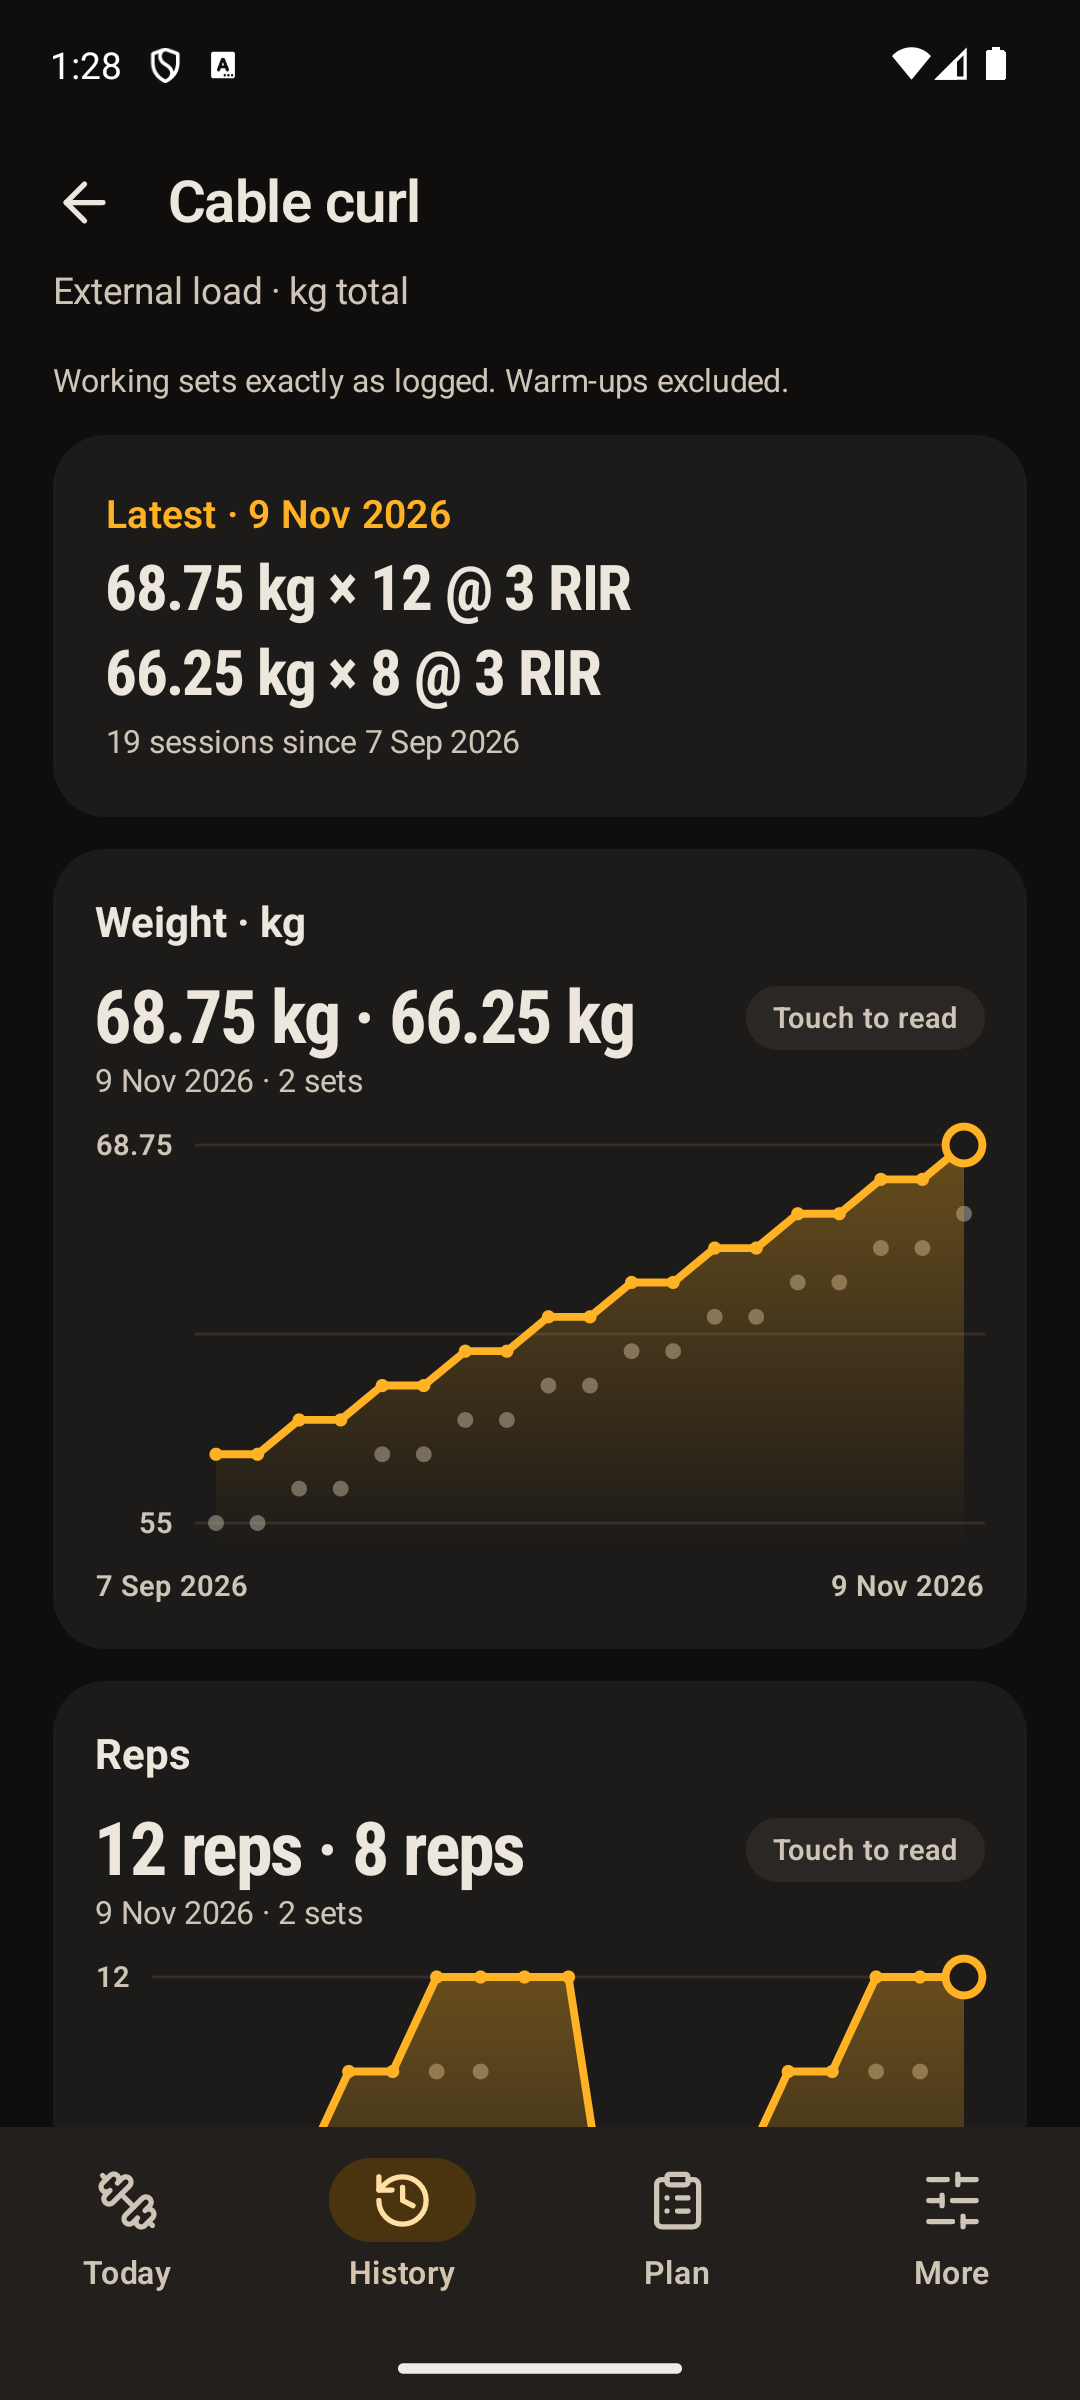 1:28
Cable curl
External load · kg total
Working sets exactly as logged. Warm-ups excluded.
Latest · 9 Nov 2026
68.75 kg × 12 @ 3 RIR
66.25 kg × 8 @ 3 RIR
19 sessions since 7 Sep 2026
Weight · kg
68.75 kg · 66.25 kg
Touch to read
9 Nov 2026 · 2 sets
68.75
55
7 Sep 2026
9 Nov 2026
Reps
12 reps · 8 reps
Touch to read
9 Nov 2026 · 2 sets
12
Today
History
Plan
More